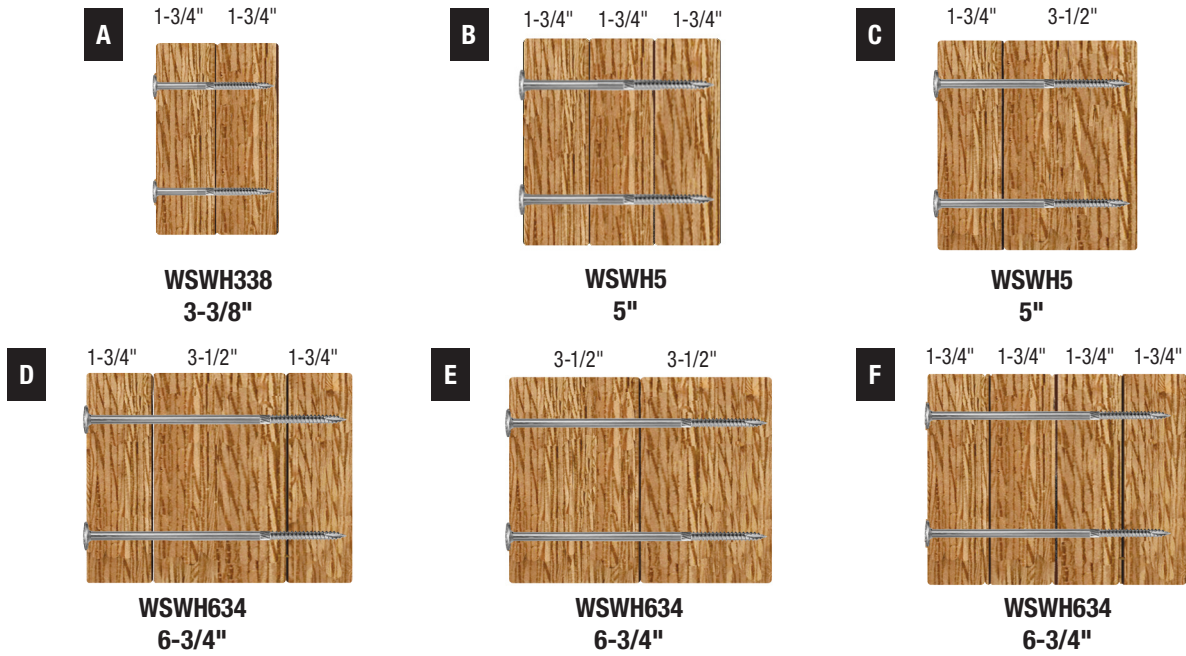 A
1-3/4" 1-3/4"
WSWH338
3-3/8"
B
1-3/4" 1-3/4" 1-3/4"
WSWH5
5"
C
1-3/4" 3-1/2"
WSWH5
5"
D
1-3/4" 3-1/2" 1-3/4"
WSWH634
6-3/4"
E
3-1/2" 3-1/2"
WSWH634
6-3/4"
F
1-3/4" 1-3/4" 1-3/4" 1-3/4"
WSWH634
6-3/4"